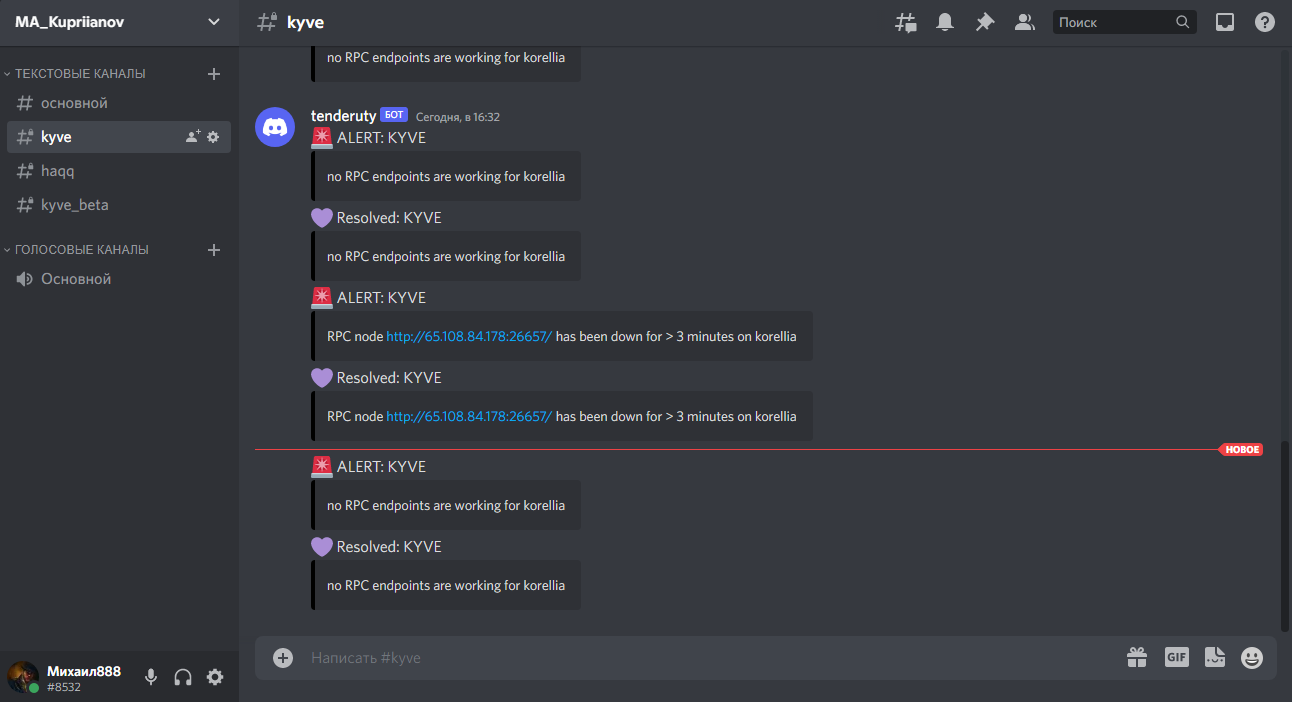 MA_Kupriianov
ТЕКСТОВЫЕ КАНАЛЫ
основной
kyve
haqq
kyve_beta
ГОЛОСОВЫЕ КАНАЛЫ
Основной
Михаил888
#8532
kyve
Поиск
no RPC endpoints are working for korellia
tenderuty БОТ Сегодня, в 16:32
ALERT: KYVE
no RPC endpoints are working for korellia
Resolved: KYVE
no RPC endpoints are working for korellia
ALERT: KYVE
RPC node http://65.108.84.178:26657/ has been down for > 3 minutes on korellia
Resolved: KYVE
RPC node http://65.108.84.178:26657/ has been down for > 3 minutes on korellia
НОВОЕ
ALERT: KYVE
no RPC endpoints are working for korellia
Resolved: KYVE
no RPC endpoints are working for korellia
Написать #kyve
GIF